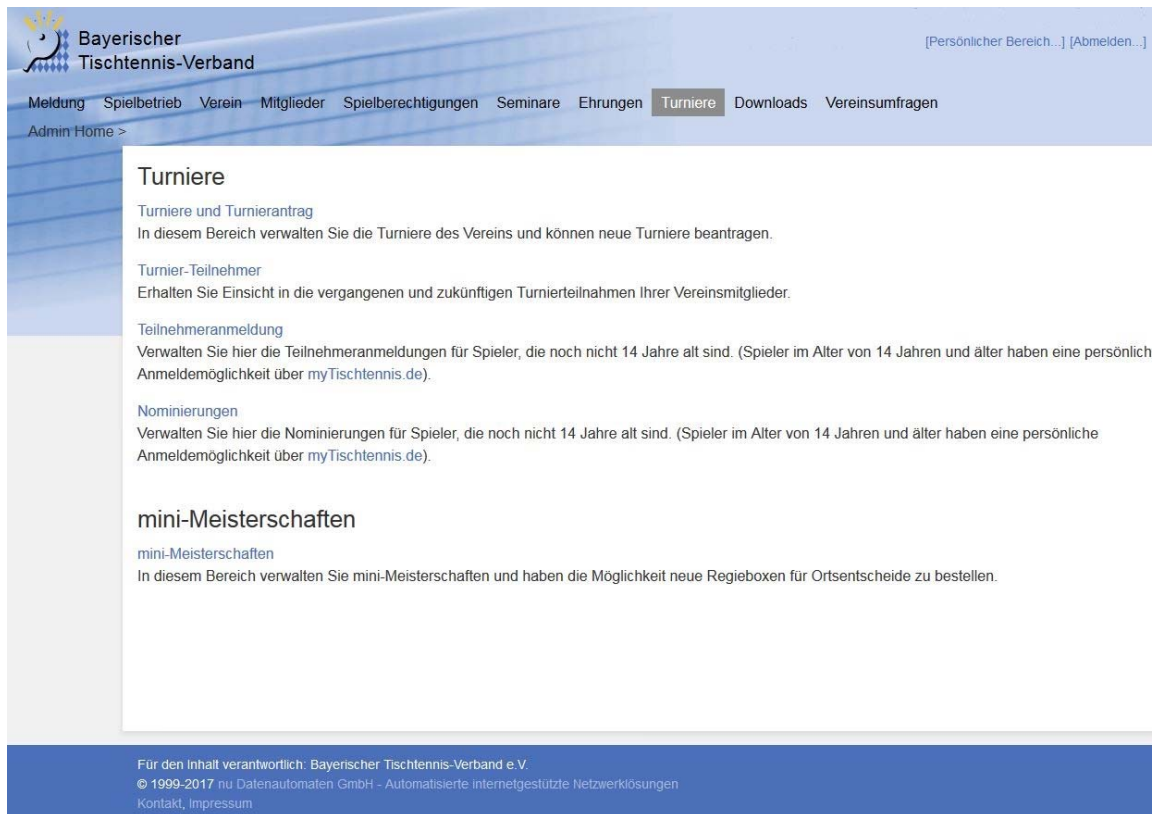 Bayerischer
Tischtennis-Verband
[Persönlicher Bereich...] [Abmelden...]
Meldung Spielbetrieb Verein Mitglieder Spielberechtigungen Seminare Ehrungen Turniere Downloads Vereinsumfragen
Admin Home >
Turniere
Turniere und Turnierantrag
In diesem Bereich verwalten Sie die Turniere des Vereins und können neue Turniere beantragen.
Turnier-Teilnehmer
Erhalten Sie Einsicht in die vergangenen und zukünftigen Turnierteilnahmen Ihrer Vereinsmitglieder.
Teilnehmeranmeldung
Verwalten Sie hier die Teilnehmeranmeldungen für Spieler, die noch nicht 14 Jahre alt sind. (Spieler im Alter von 14 Jahren und älter haben eine persönlich
Anmeldemöglichkeit über myTischtennis.de).
Nominierungen
Verwalten Sie hier die Nominierungen für Spieler, die noch nicht 14 Jahre alt sind. (Spieler im Alter von 14 Jahren und älter haben eine persönliche
Anmeldemöglichkeit über myTischtennis.de).
mini-Meisterschaften
mini-Meisterschaften
In diesem Bereich verwalten Sie mini-Meisterschaften und haben die Möglichkeit neue Regieboxen für Ortsentscheide zu bestellen.
Für den Inhalt verantwortlich: Bayerischer Tischtennis-Verband e.V.
© 1999-2017 nu Datenautomaten GmbH - Automatisierte internetgestützte Netzwerklösungen
Kontakt, Impressum